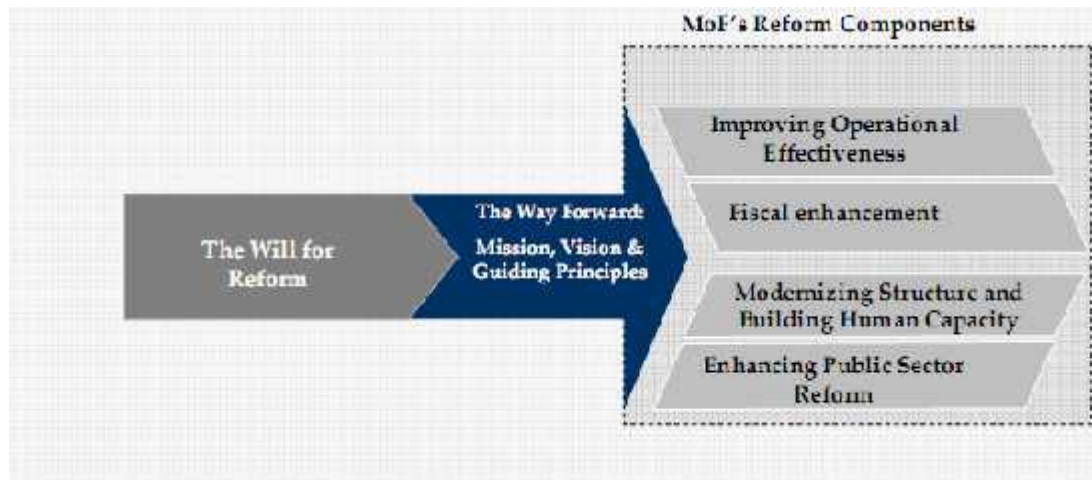 MoF's Reform Components
The Will for
Reform
The Way Forward:
Mission, Vision &
Guiding Principles
Improving Operational
Effectiveness
Fiscal enhancement
Modernizing Structure and
Building Human Capacity
Enhancing Public Sector
Reform